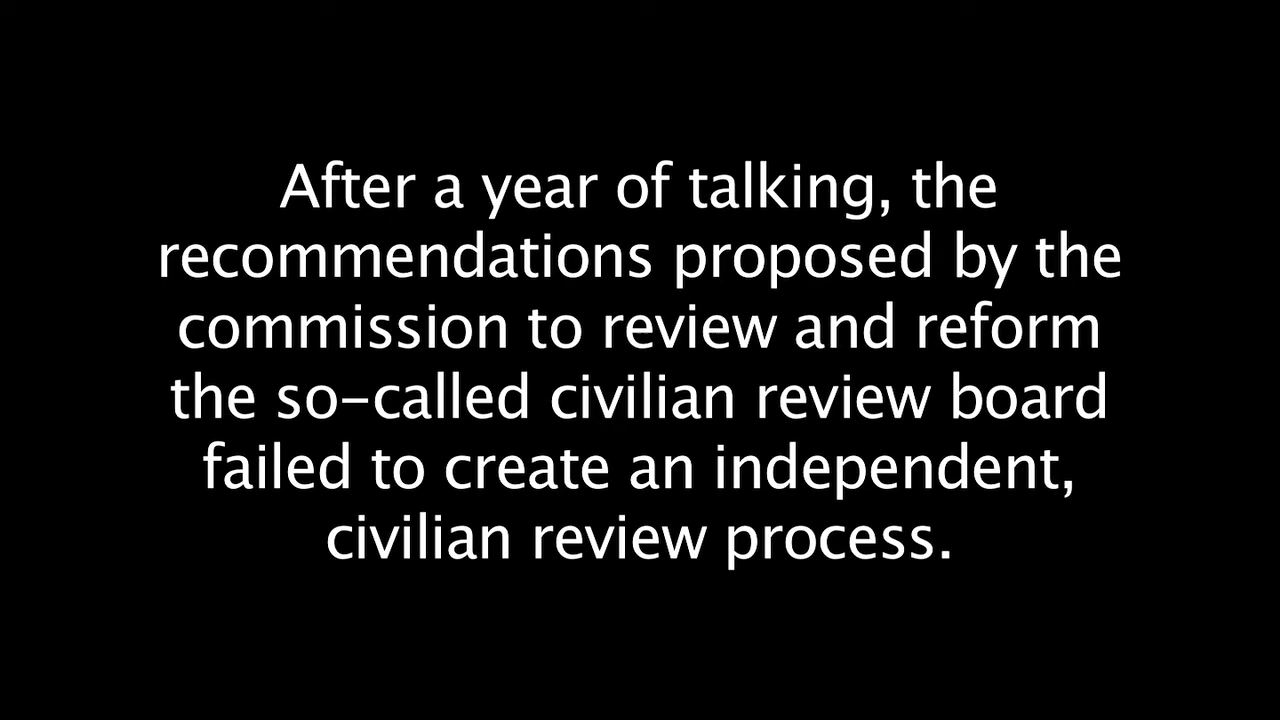 After a year of talking, the
recommendations proposed by the
commission to review and reform
the so-called civilian review board
failed to create an independent,
civilian review process.